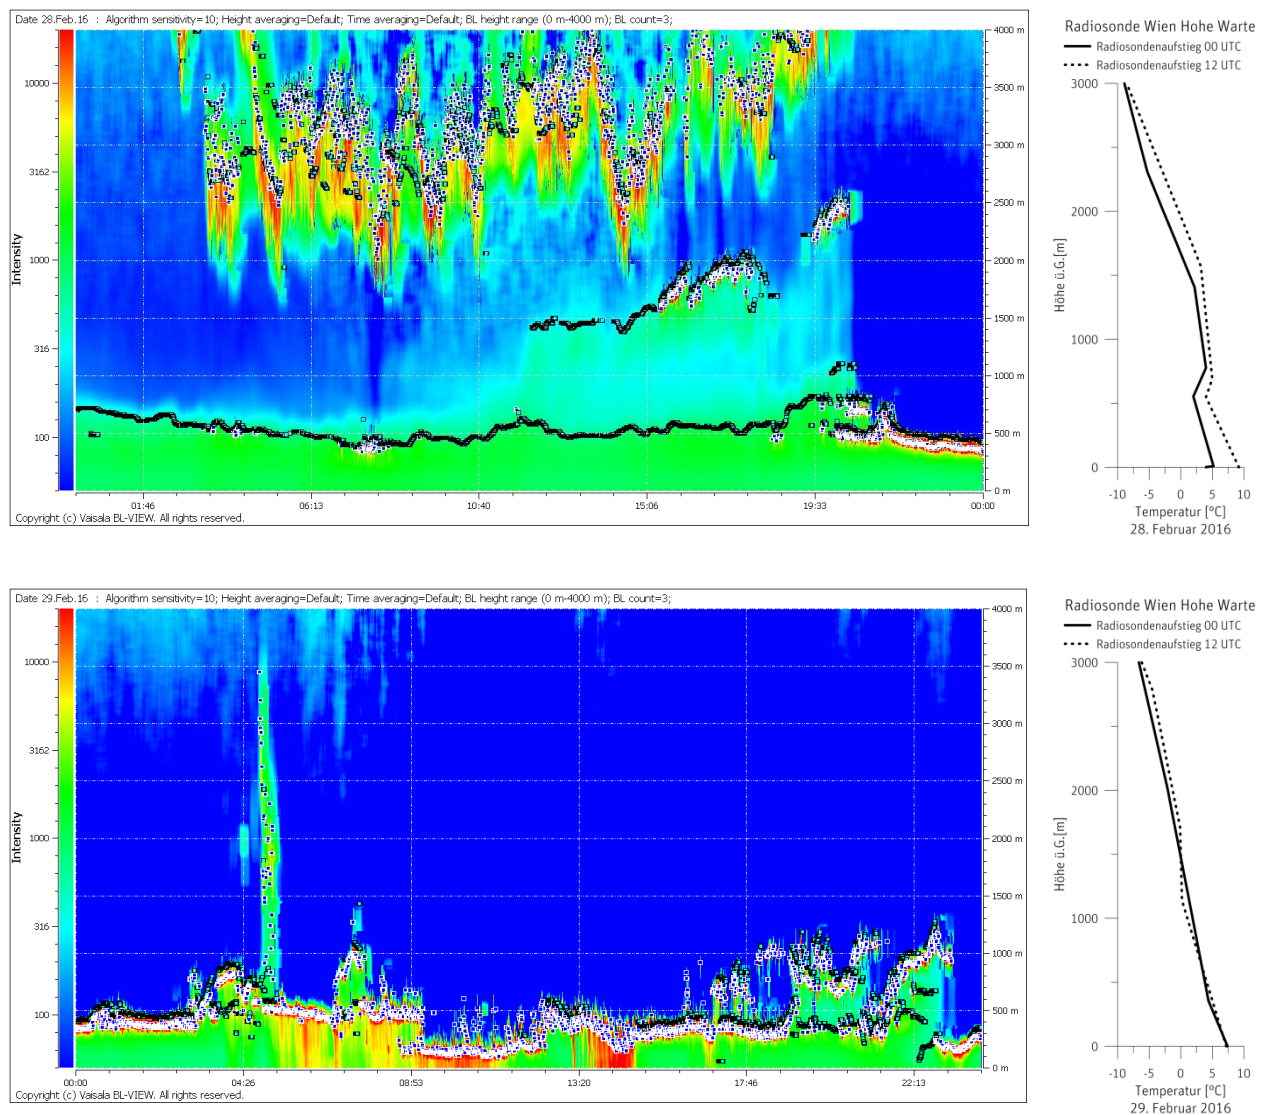 Date 28.Feb.16 : Algorithm sensitivity=10; Height averaging=Default; Time averaging=Default; BL height range (0 m-4000 m); BL count=3;
Intensity
10000
3162
1000
316
100
4000 m
3500 m
3000 m
2500 m
2000 m
1500 m
1000 m
500 m
0 m
01:46 06:13 10:40 15:06 19:33 00:00
Copyright (c) Vaisala BL-VIEW. All rights reserved.
Radiosonde Wien Hohe Warte
Radiosondenaufstieg 00 UTC
Radiosondenaufstieg 12 UTC
3000
2000
1000
0
Höhe ü.G.[m]
-10 -5 0 5 10
Temperatur [°C]
28. Februar 2016
Date 29.Feb.16 : Algorithm sensitivity=10; Height averaging=Default; Time averaging=Default; BL height range (0 m-4000 m); BL count=3;
Intensity
10000
3162
1000
316
100
4000 m
3500 m
3000 m
2500 m
2000 m
1500 m
1000 m
500 m
0 m
00:00 04:26 08:53 13:20 17:46 22:13
Copyright (c) Vaisala BL-VIEW. All rights reserved.
Radiosonde Wien Hohe Warte
Radiosondenaufstieg 00 UTC
Radiosondenaufstieg 12 UTC
3000
2000
1000
0
Höhe ü.G.[m]
-10 -5 0 5 10
Temperatur [°C]
29. Februar 2016